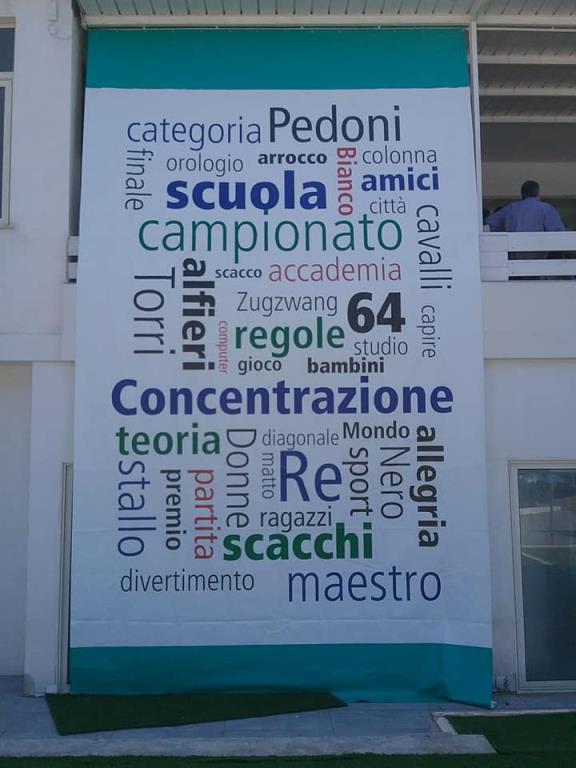 categoria Pedoni
finale
orologio arrocco
Bianco
colonna
scuola
amici
città
campionato
cavalli
Torri
alfieri
scacco accademia
Zugzwang
64
computer
regole
studio
capire
gioco
bambini
Concentrazione
teoria
Donne
diagonale
Mondo
allegria
stallo
premio
partita
matto
Re
sport
Nero
ragazzi
scacchi
divertimento
maestro